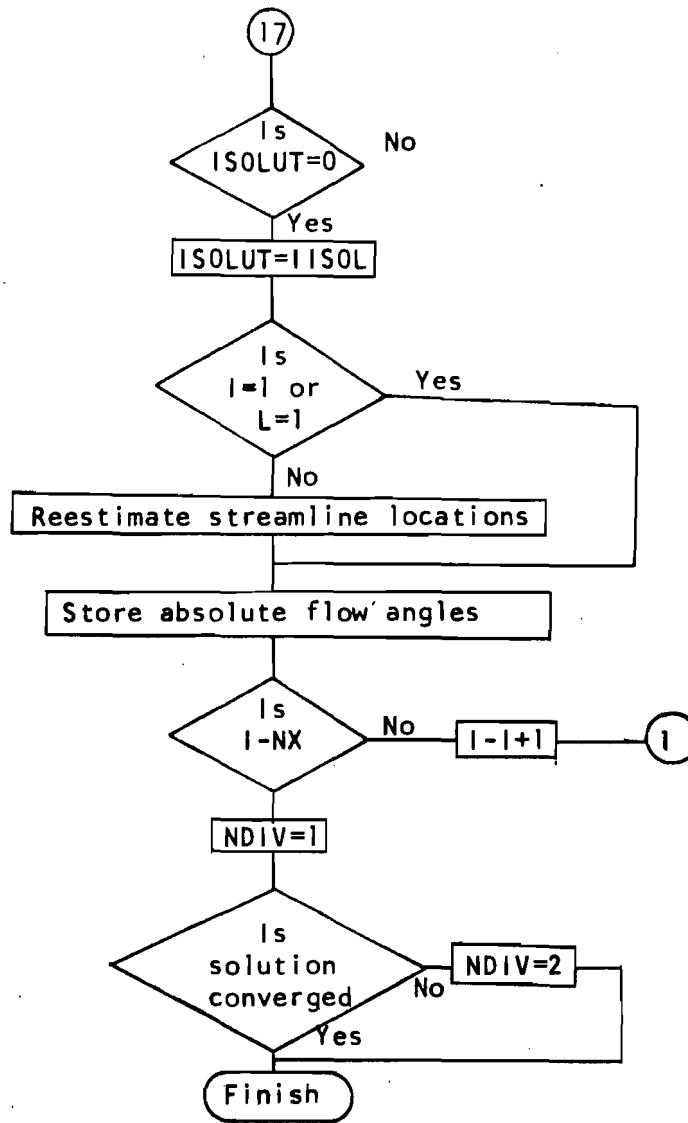 17
Is
ISOLUT=0
No
Yes
ISOLUT=IISOL
Is
I=1 or
L=1
Yes
No
Reestimate streamline locations
Store absolute flow angles
Is
I-NX
No
I-I+1
1
NDIV=1
Is
solution
converged
No
NDIV=2
Yes
Finish